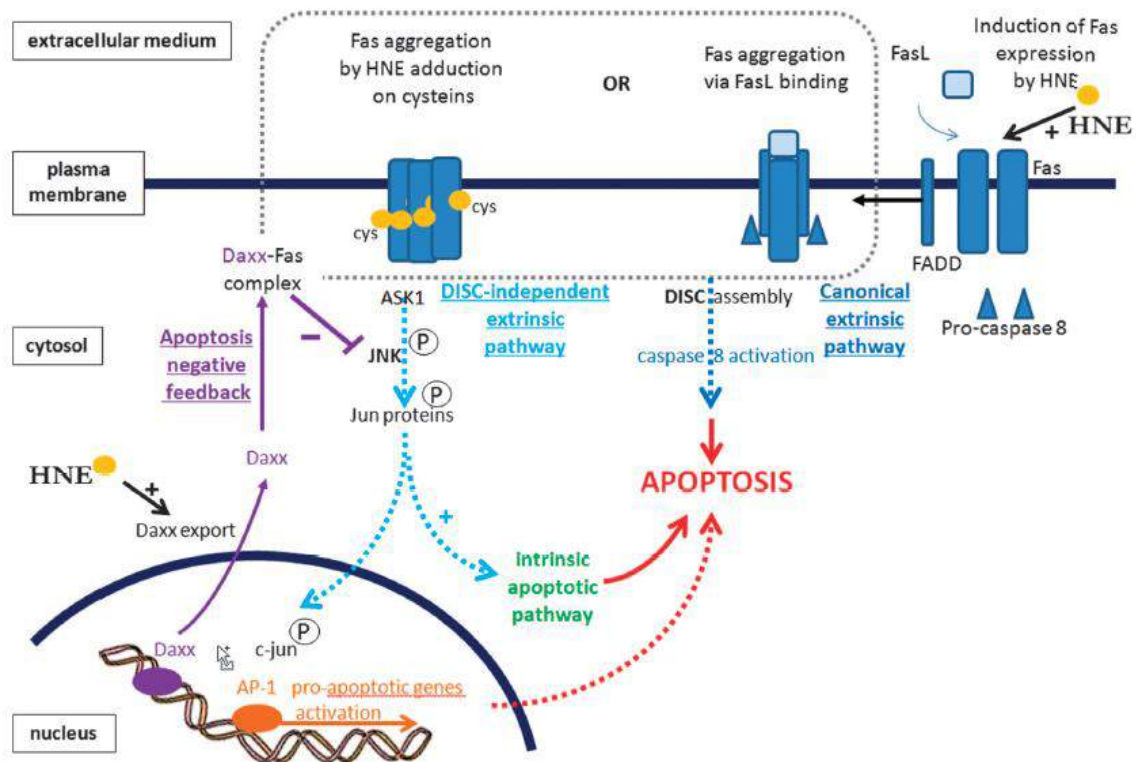 extracellular medium
Fas aggregation
by HNE adduction
on cysteins
OR
Fas aggregation
via FasL binding
FasL
Induction of Fas
expression
by HNE
+
HNE
plasma
membrane
Fas
cys
cys
FADD
Pro-caspase 8
Daxx-Fas
complex
ASK1
DISC-independent
extrinsic
pathway
DISC assembly
Canonical
extrinsic
pathway
cytosol
Apoptosis
negative
feedback
−
JNK
P
caspase 8 activation
P
Jun proteins
HNE
+
Daxx
Daxx export
+
APOPTOSIS
intrinsic
apoptotic
pathway
Daxx
c-jun
P
AP-1
pro-apoptotic genes
activation
nucleus